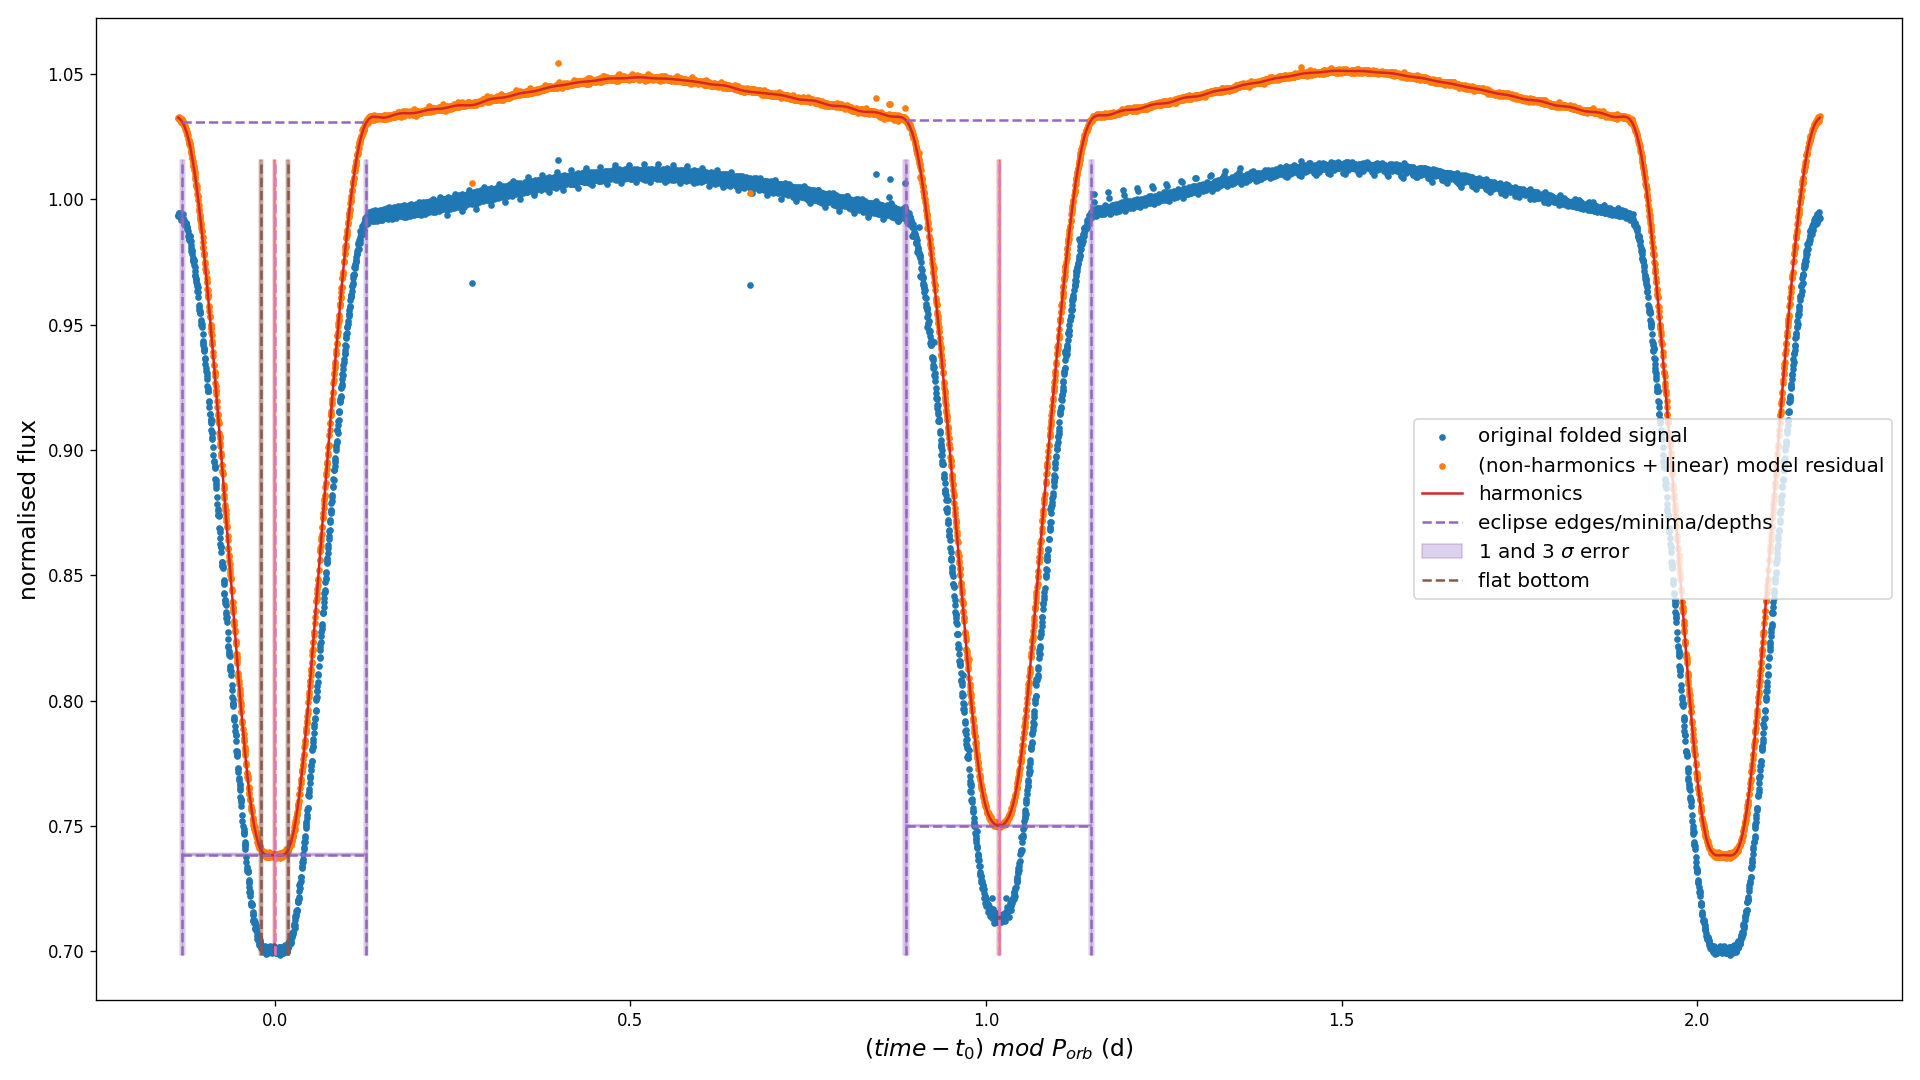 normalised flux
1.05
1.00
0.95
0.90
0.85
0.80
0.75
0.70
original folded signal
(non-harmonics + linear) model residual
harmonics
eclipse edges/minima/depths
1 and 3 σ error
flat bottom
0.0 0.5 1.0 1.5 2.0
(time − t₀) mod P_orb (d)